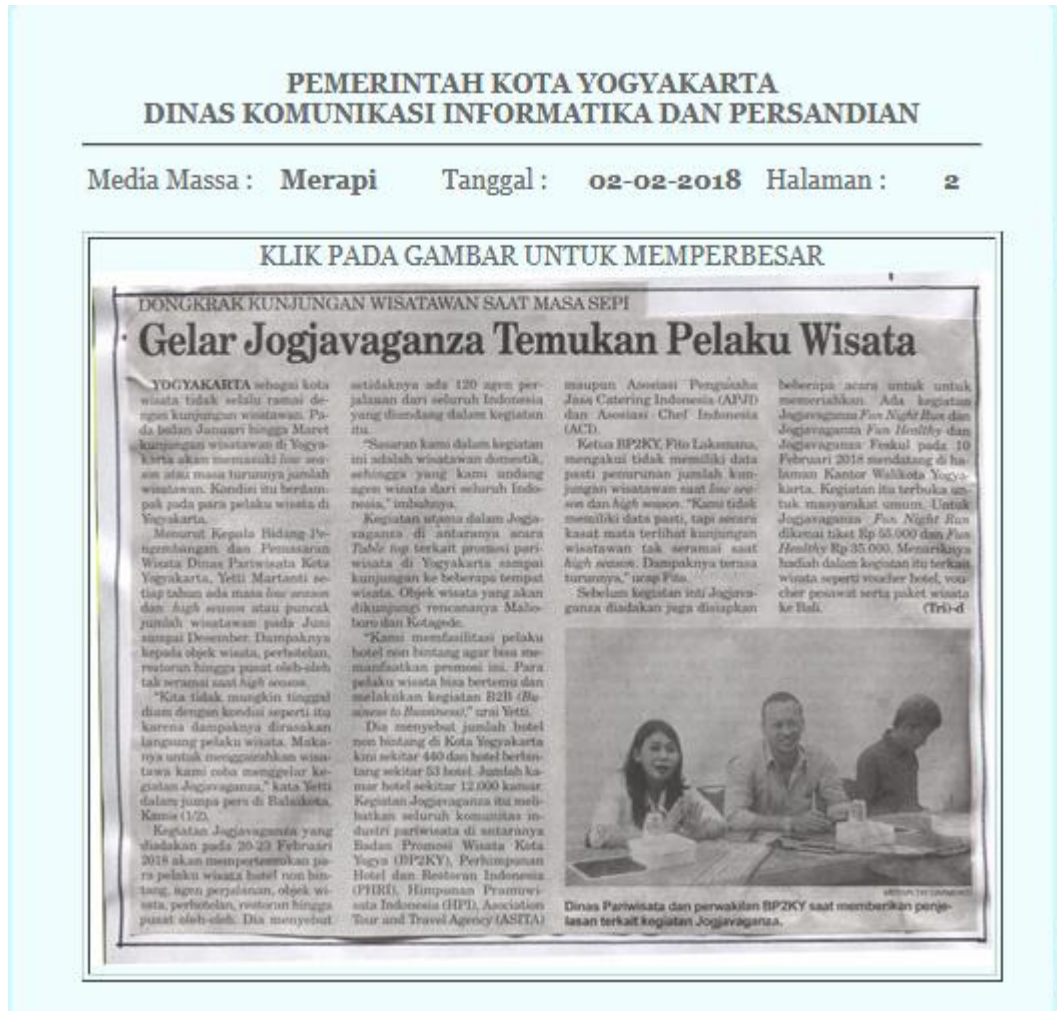 PEMERINTAH KOTA YOGYAKARTA
DINAS KOMUNIKASI INFORMATIKA DAN PERSANDIAN
Media Massa : Merapi Tanggal : 02-02-2018 Halaman : 2
KLIK PADA GAMBAR UNTUK MEMPERBESAR
DONGKRAK KUNJUNGAN WISATAWAN SAAT MASA SEPI
Gelar Jogjavaganza Temukan Pelaku Wisata
YOGYAKARTA sebagai kota
wisata tidak selalu ramai de-
ngan kunjungan wisatawan. Pa-
da bulan Januari hingga Maret
kunjungan wisatawan di Yogya-
karta akan memasuki low sea-
son atau masa turunnya jumlah
wisatawan. Kondisi itu berdam-
pak pada para pelaku wisata di
Yogyakarta.
Menurut Kepala Bidang Pe-
ngembangan dan Pemasaran
Wisata Dinas Pariwisata Kota
Yogyakarta, Yetti Martanti se-
tiap tahun ada masa low season
dan high season atau puncak
jumlah wisatawan pada Juni
sampai Desember. Dampaknya
kepada objek wisata, perhotelan,
restoran hingga pusat oleh-oleh
tak seramai saat high season.
"Kita tidak mungkin tinggal
diam dengan kondisi seperti itu
karena dampaknya dirasakan
langsung pelaku wisata. Maka-
nya untuk menggairahkan wisa-
tawa kami coba menggelar ke-
giatan Jogjavaganza," kata Yetti
dalam jumpa pers di Balaikota,
Kamis (1/2).
Kegiatan Jogjavaganza yang
diadakan pada 20-23 Februari
2018 akan mempertemukan pa-
ra pelaku wisata hotel non bin-
tang, agen perjalanan, objek wi-
sata, perhotelan, restoran hingga
pusat oleh-oleh. Dia menyebut
setidaknya ada 120 agen per-
jalanan dari seluruh Indonesia
yang diundang dalam kegiatan
itu.
"Sasaran kami dalam kegiatan
ini adalah wisatawan domestik,
sehingga yang kami undang
agen wisata dari seluruh Indo-
nesia," imbuhnya.
Kegiatan utama dalam Jogja-
vaganza di antaranya acara
Table top terkait promosi pari-
wisata di Yogyakarta sampai
kunjungan ke beberapa tempat
wisata. Objek wisata yang akan
dikunjungi rencananya Malio-
boro dan Kotagede.
"Kami memfasilitasi pelaku
hotel non bintang agar bisa me-
manfaatkan promosi ini. Para
pelaku wisata bisa bertemu dan
melakukan kegiatan B2B (Bu-
siness to Bussiness)," urai Yetti.
Dia menyebut jumlah hotel
non bintang di Kota Yogyakarta
kini sekitar 440 dan hotel berbin-
tang sekitar 53 hotel. Jumlah ka-
mar hotel sekitar 12.000 kamar.
Kegiatan Jogjavaganza itu meli-
batkan seluruh komunitas in-
dustri pariwisata di antaranya
Badan Promosi Wisata Kota
Yogya (BP2KY), Perhimpunan
Hotel dan Restoran Indonesia
(PHRI), Himpunan Pramuwi-
sata Indonesia (HPI), Asociation
Tour and Travel Agency (ASITA)
maupun Asosiasi Pengusaha
Jasa Catering Indonesia (APJI)
dan Asosiasi Chef Indonesia
(ACI).
Ketua BP2KY, Fito Laksmana,
mengakui tidak memiliki data
pasti penurunan jumlah kun-
jungan wisatawan saat low sea-
son dan high season. "Kami tidak
memiliki data pasti, tapi secara
kasat mata terlihat kunjungan
wisatawan tak seramai saat
high season. Dampaknya terasa
turunnya," ucap Fito.
Sebelum kegiatan inti Jogjava-
ganza diadakan juga disiapkan
beberapa acara untuk untuk
memeriahkan. Ada kegiatan
Jogjavaganza Fun Night Run dan
Jogjavaganza Fun Healthy dan
Jogjavaganza Feskul pada 10
Februari 2018 mendatang di ha-
laman Kantor Walikota Yogya-
karta. Kegiatan itu terbuka un-
tuk masyarakat umum. Untuk
Jogjavaganza Fun Night Run
dikenai tiket Rp 55.000 dan Fun
Healthy Rp 35.000. Menariknya
hadiah dalam kegiatan itu terkait
wisata seperti voucher hotel, vou-
cher pesawat serta paket wisata
ke Bali. (Tri)-d
Dinas Pariwisata dan perwakilan BP2KY saat memberikan penje-
lasan terkait kegiatan Jogjavaganza.